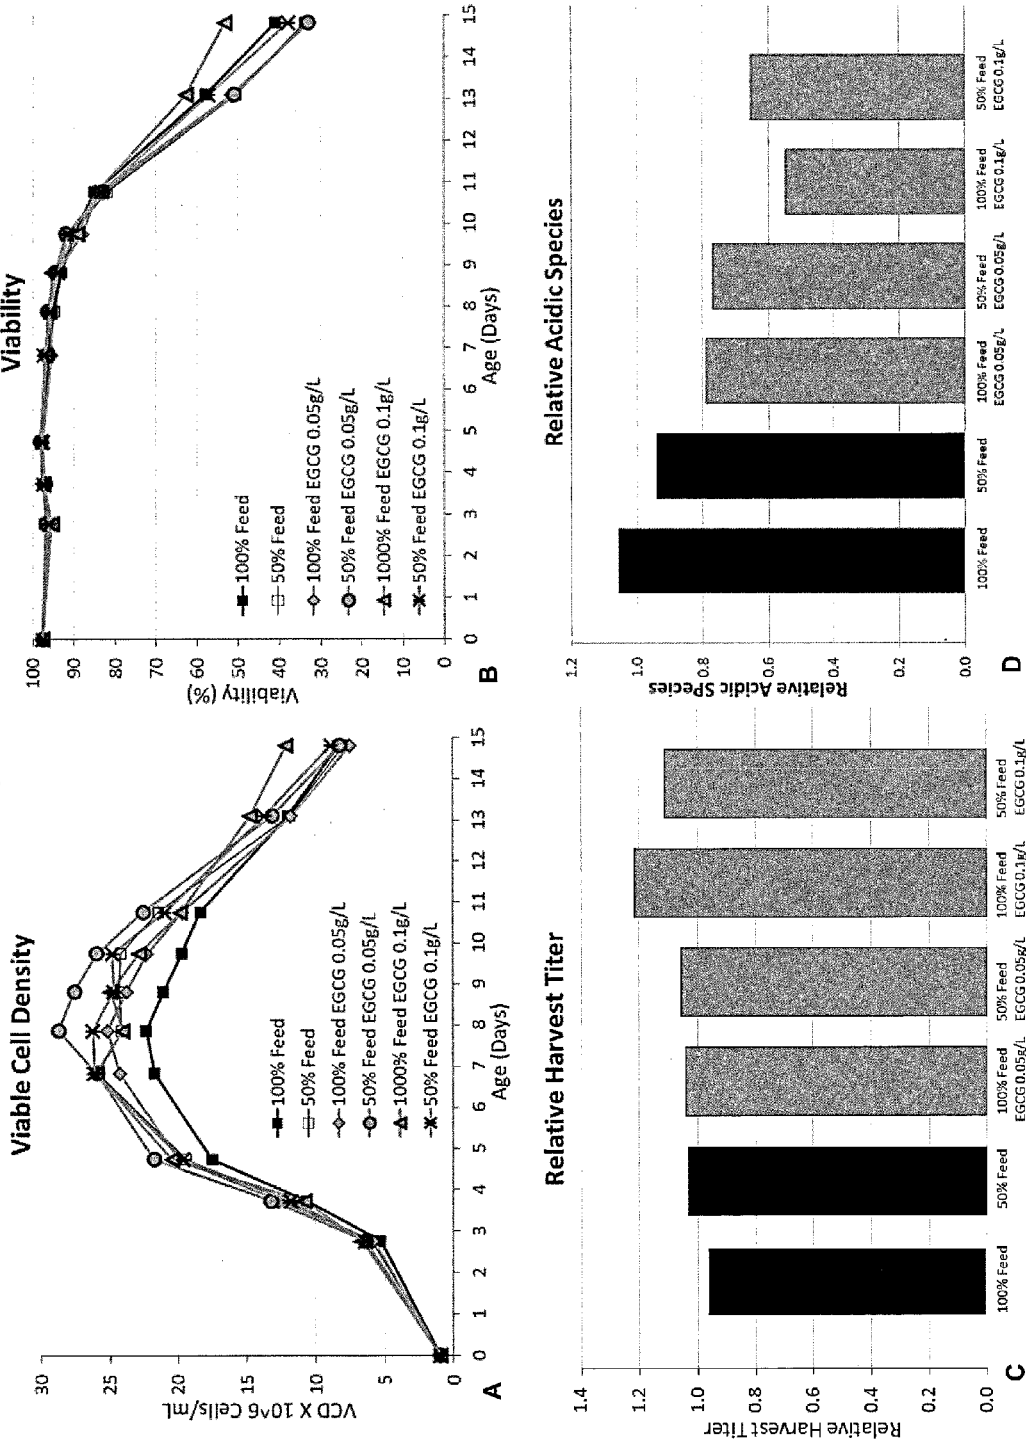 Viable Cell Density
VCD X 10^6 Cells/mL
30
25
20
15
10
5
0
0 1 2 3 4 5 6 7 8 9 10 11 12 13 14 15
Age (Days)
100% Feed
50% Feed
100% Feed EGCG 0.05g/L
50% Feed EGCG 0.05g/L
1000% Feed EGCG 0.1g/L
50% Feed EGCG 0.1g/L
A
Viability
Viability (%)
100
90
80
70
60
50
40
30
20
10
0
0 1 2 3 4 5 6 7 8 9 10 11 12 13 14 15
Age (Days)
100% Feed
50% Feed
100% Feed EGCG 0.05g/L
50% Feed EGCG 0.05g/L
1000% Feed EGCG 0.1g/L
50% Feed EGCG 0.1g/L
B
Relative Harvest Titer
Relative Harvest Titer
1.4
1.2
1.0
0.8
0.6
0.4
0.2
0.0
100% Feed
50% Feed
100% Feed
EGCG 0.05g/L
50% Feed
EGCG 0.05g/L
100% Feed
EGCG 0.1g/L
50% Feed
EGCG 0.1g/L
C
Relative Acidic Species
Relative Acidic SPecies
1.2
1.0
0.8
0.6
0.4
0.2
0.0
100% Feed
50% Feed
100% Feed
EGCG 0.05g/L
50% Feed
EGCG 0.05g/L
100% Feed
EGCG 0.1g/L
50% Feed
EGCG 0.1g/L
D